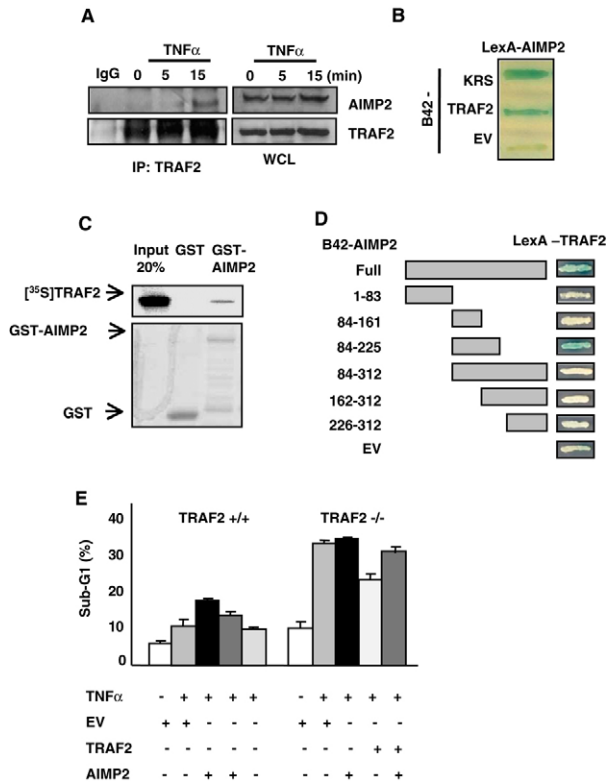 A
TNFα TNFα
IgG 0 5 15 0 5 15 (min)
AIMP2
TRAF2
IP: TRAF2 WCL
B
LexA-AIMP2
B42 -
KRS
TRAF2
EV
C
Input 20% GST GST-AIMP2
[35S]TRAF2
GST-AIMP2
GST
D
B42-AIMP2 LexA –TRAF2
Full
1-83
84-161
84-225
84-312
162-312
226-312
EV
E
TRAF2 +/+ TRAF2 -/-
Sub-G1 (%)
40
30
20
10
0
TNFα - + + + + - + + + +
EV + + - - - + + - - -
TRAF2 - - - - - - - - + +
AIMP2 - - + + - - - + - +